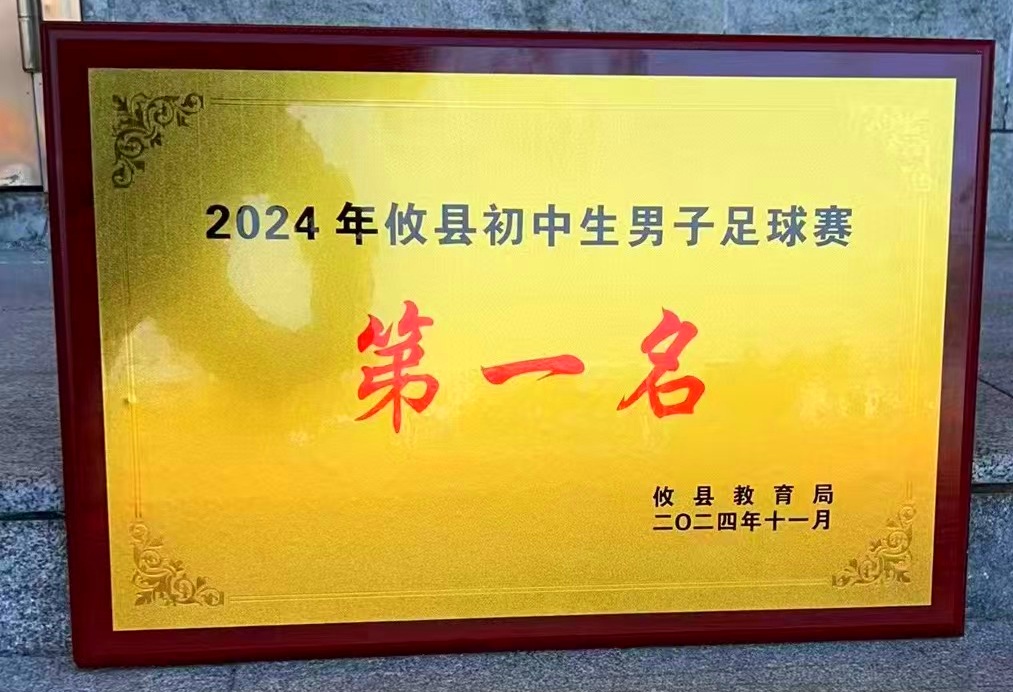 2024年攸县初中生男子足球赛
第一名
攸县教育局
二〇二四年十一月